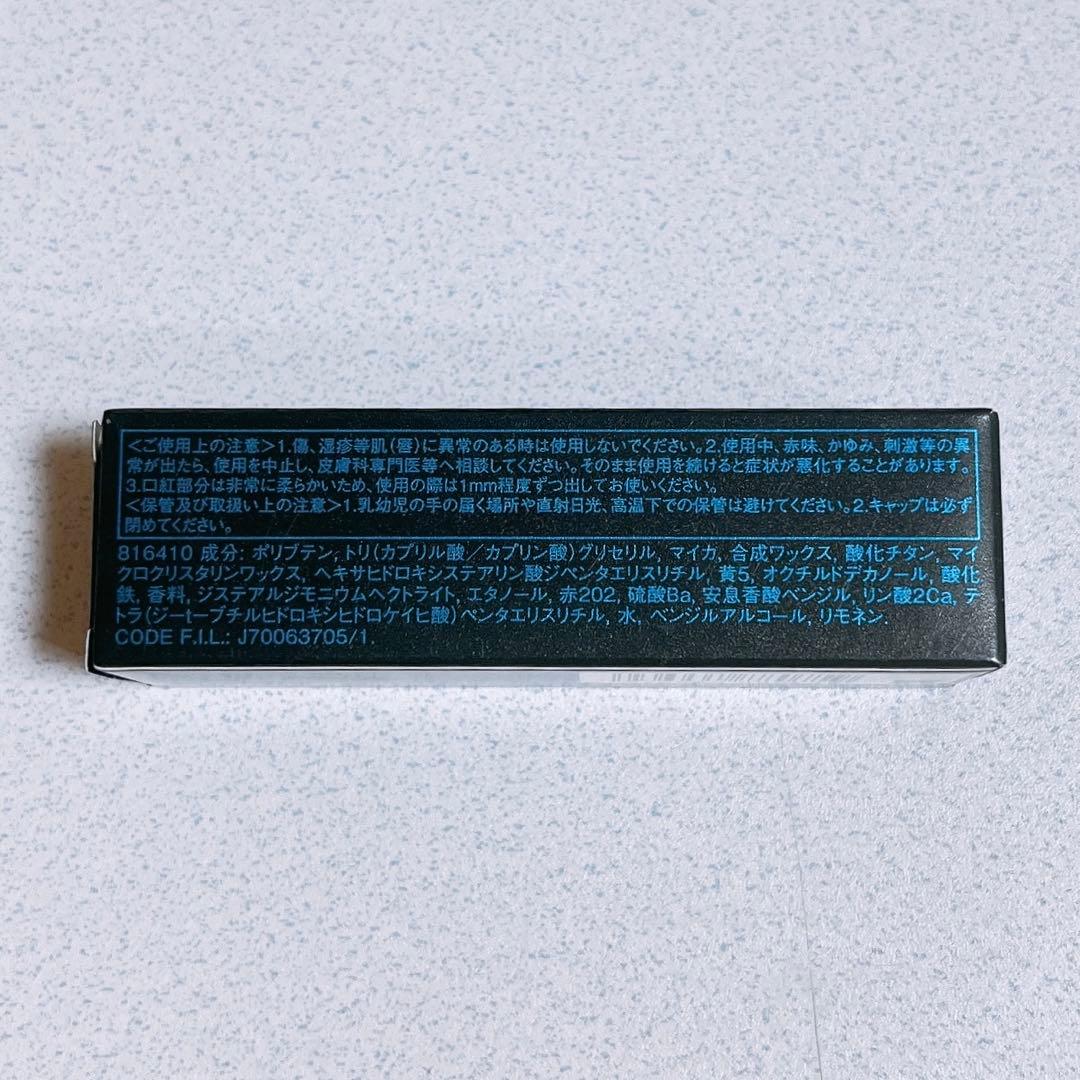 <ご使用上の注意>1.傷、湿疹等肌(唇)に異常のある時は使用しないでください。2.使用中、赤味、かゆみ、刺激等の異
常が出たら、使用を中止し、皮膚科専門医等へ相談してください。そのまま使用を続けると症状が悪化することがあります。
3.口紅部分は非常に柔らかいため、使用の際は1mm程度ずつ出してお使いください。
<保管及び取扱い上の注意>1.乳幼児の手の届く場所や直射日光、高温下での保管は避けてください。2.キャップは必ず
閉めてください。
816410 成分: ポリブテン, トリ(カプリル酸/カプリン酸)グリセリル, マイカ, 合成ワックス, 酸化チタン, マイ
クロクリスタリンワックス, ヘキサヒドロキシステアリン酸ジペンタエリスリチル, 黄5, オクチルドデカノール, 酸化
鉄, 香料, ジステアルジモニウムヘクトライト, エタノール, 赤202, 硫酸Ba, 安息香酸ベンジル, リン酸2Ca, テ
トラ(ジ-t-ブチルヒドロキシヒドロケイヒ酸)ペンタエリスリチル, 水, ベンジルアルコール, リモネン.
CODE F.I.L.: J70063705/1.